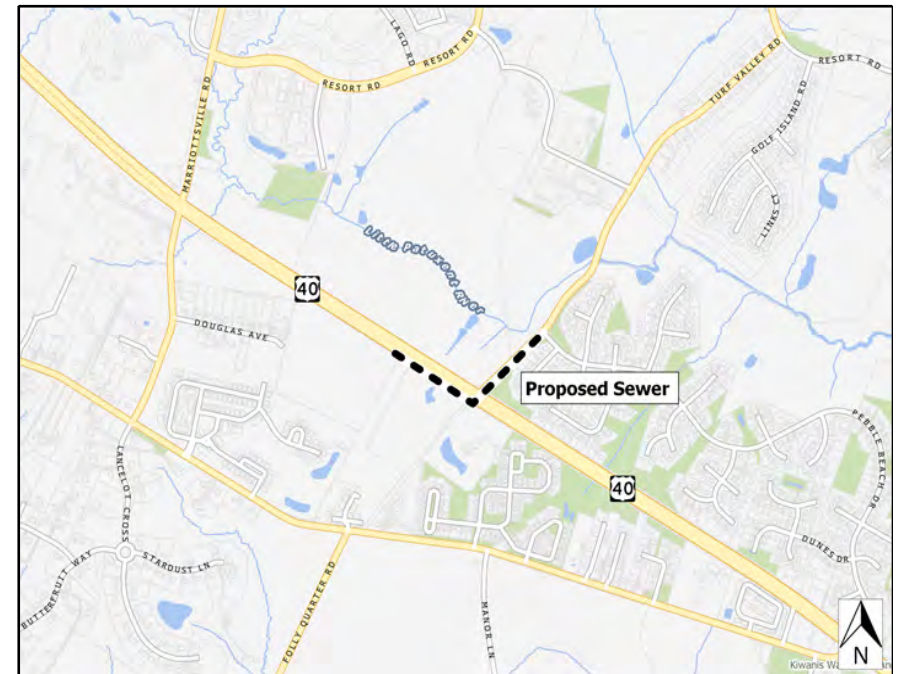 LAGO RD
RESORT RD
RESORT RD
TURF VALLEY RD
RESORT RD
MARRIOTTSVILLE RD
GOLF ISLAND RD
LINKS CT
Little Patuxent River
40
DOUGLAS AVE
Proposed Sewer
PEBBLE BEACH DR
LANCELOT CROSS
40
DUNES DR
STARDUST LN
BUTTERFRUIT WAY
FOLLY QUARTER RD
MANOR LN
N
Kiwanis